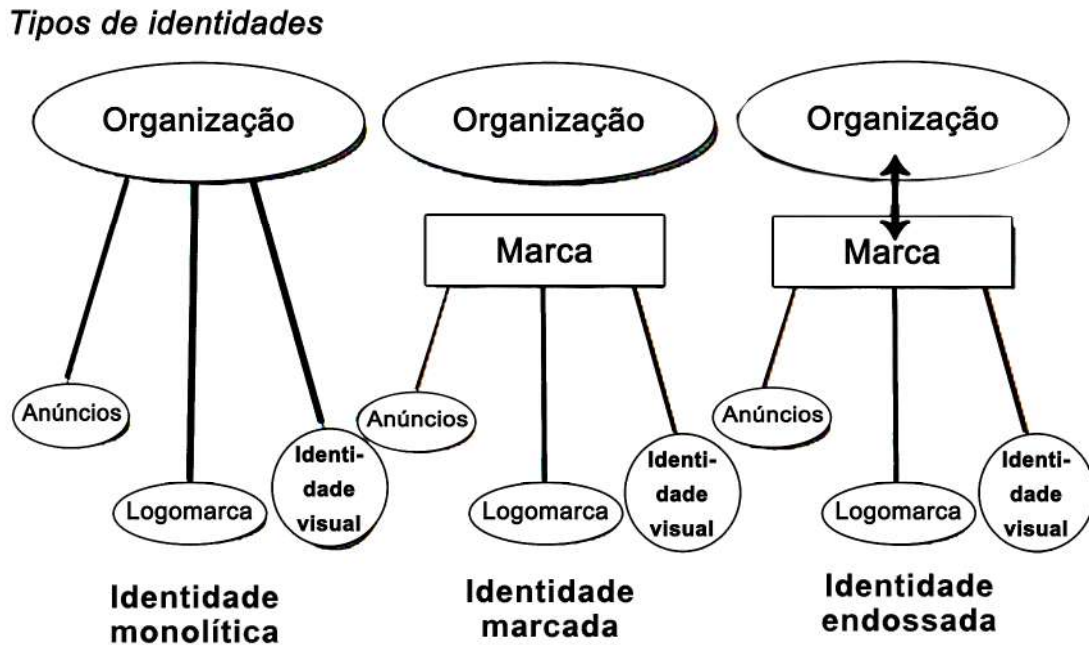 Tipos de identidades
Organização
Anúncios
Logomarca
Identi-
dade
visual
Identidade
monolítica
Organização
Marca
Anúncios
Logomarca
Identi-
dade
visual
Identidade
marcada
Organização
Marca
Anúncios
Logomarca
Identi-
dade
visual
Identidade
endossada